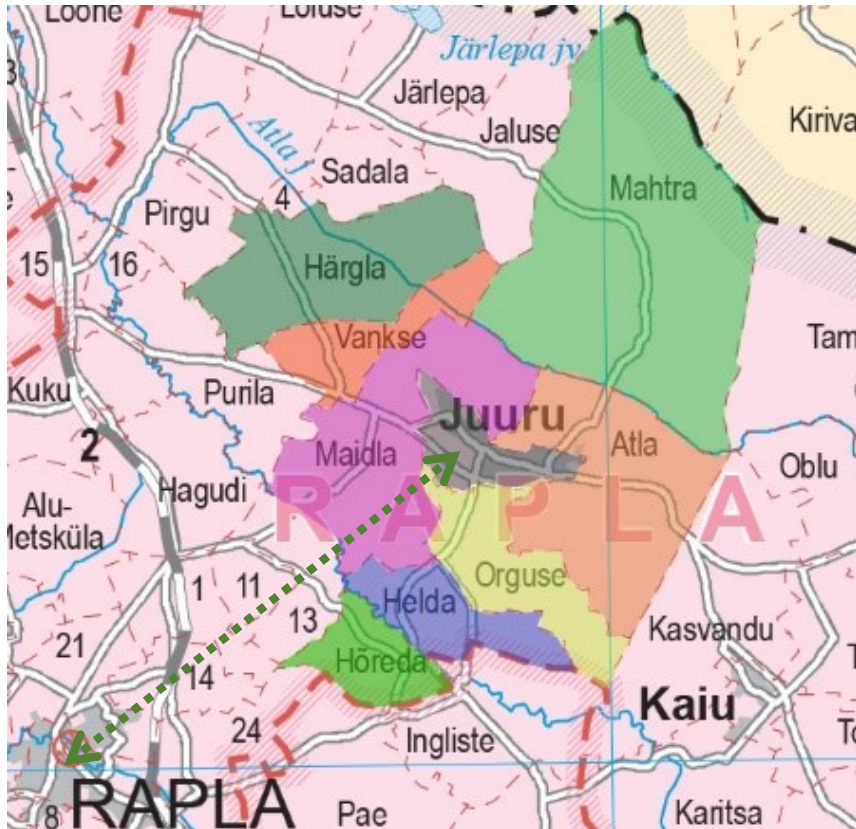 Loone
Järlepa jv
Järlepa
Kiriva
Jaluse
Atla j
Sadala
Mahtra
4
Pirgu
15
16
Härgla
Vankse
Tam
Kuku
Purila
2
Juuru
Maidla
Atla
Oblu
Hagudi
RAPLA
Alu-
Metsküla
Orguse
1
11
Helda
13
Kasvandu
21
Hõreda
14
Kaiu
24
Ingliste
RAPLA
8
Pae
Karitsa